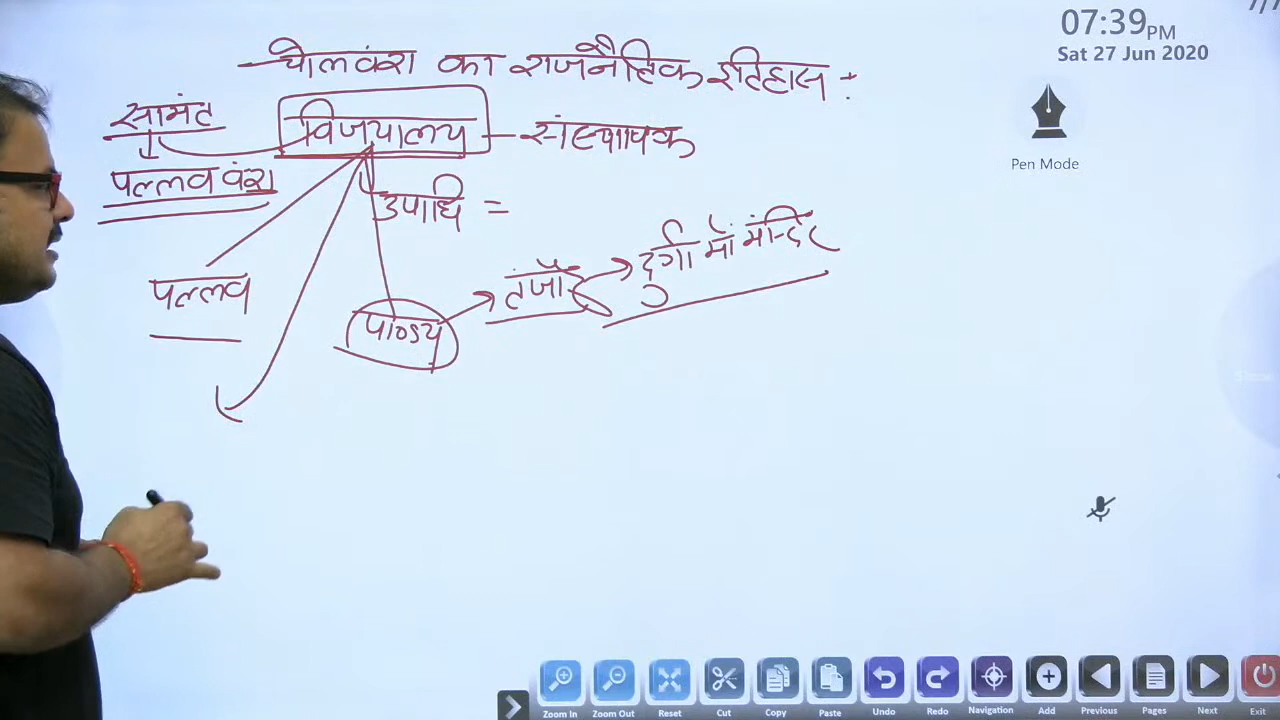 07:39PM
Sat 27 Jun 2020
Pen Mode
चोल वंश का राजनैतिक इतिहास :
सामंत
विजयालय - संस्थापक
पल्लव वंश
उपाधि =
पल्लव
पाण्ड्य
तंजौर
दुर्गा माँ मन्दिर
Zoom In Zoom Out Reset Cut Copy Paste Undo Redo Navigation Add Previous Pages Next Exit